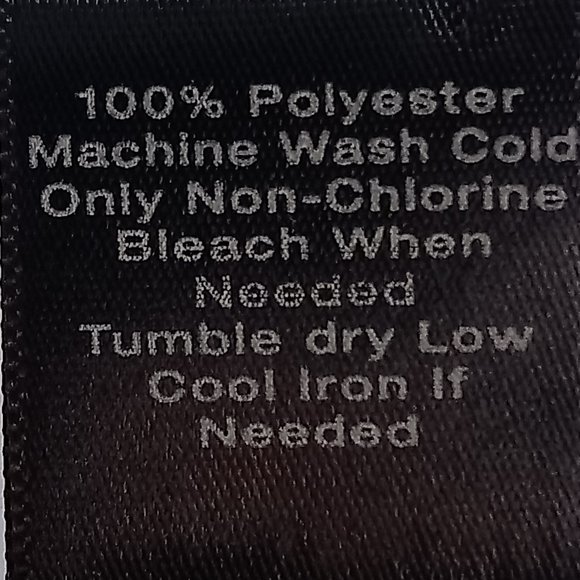 100% Polyester
Machine Wash Cold
Only Non-Chlorine
Bleach When
Needed
Tumble dry Low
Cool Iron If
Needed